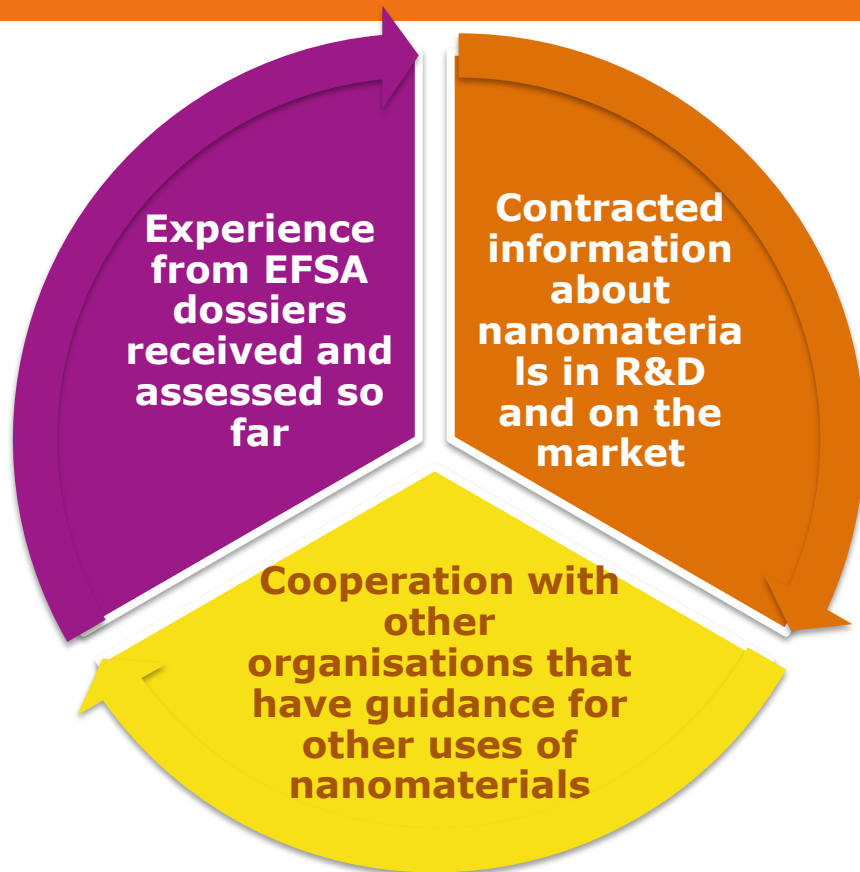 Experience
from EFSA
dossiers
received and
assessed so
far
Contracted
information
about
nanomateria
ls in R&D
and on the
market
Cooperation with
other
organisations that
have guidance for
other uses of
nanomaterials